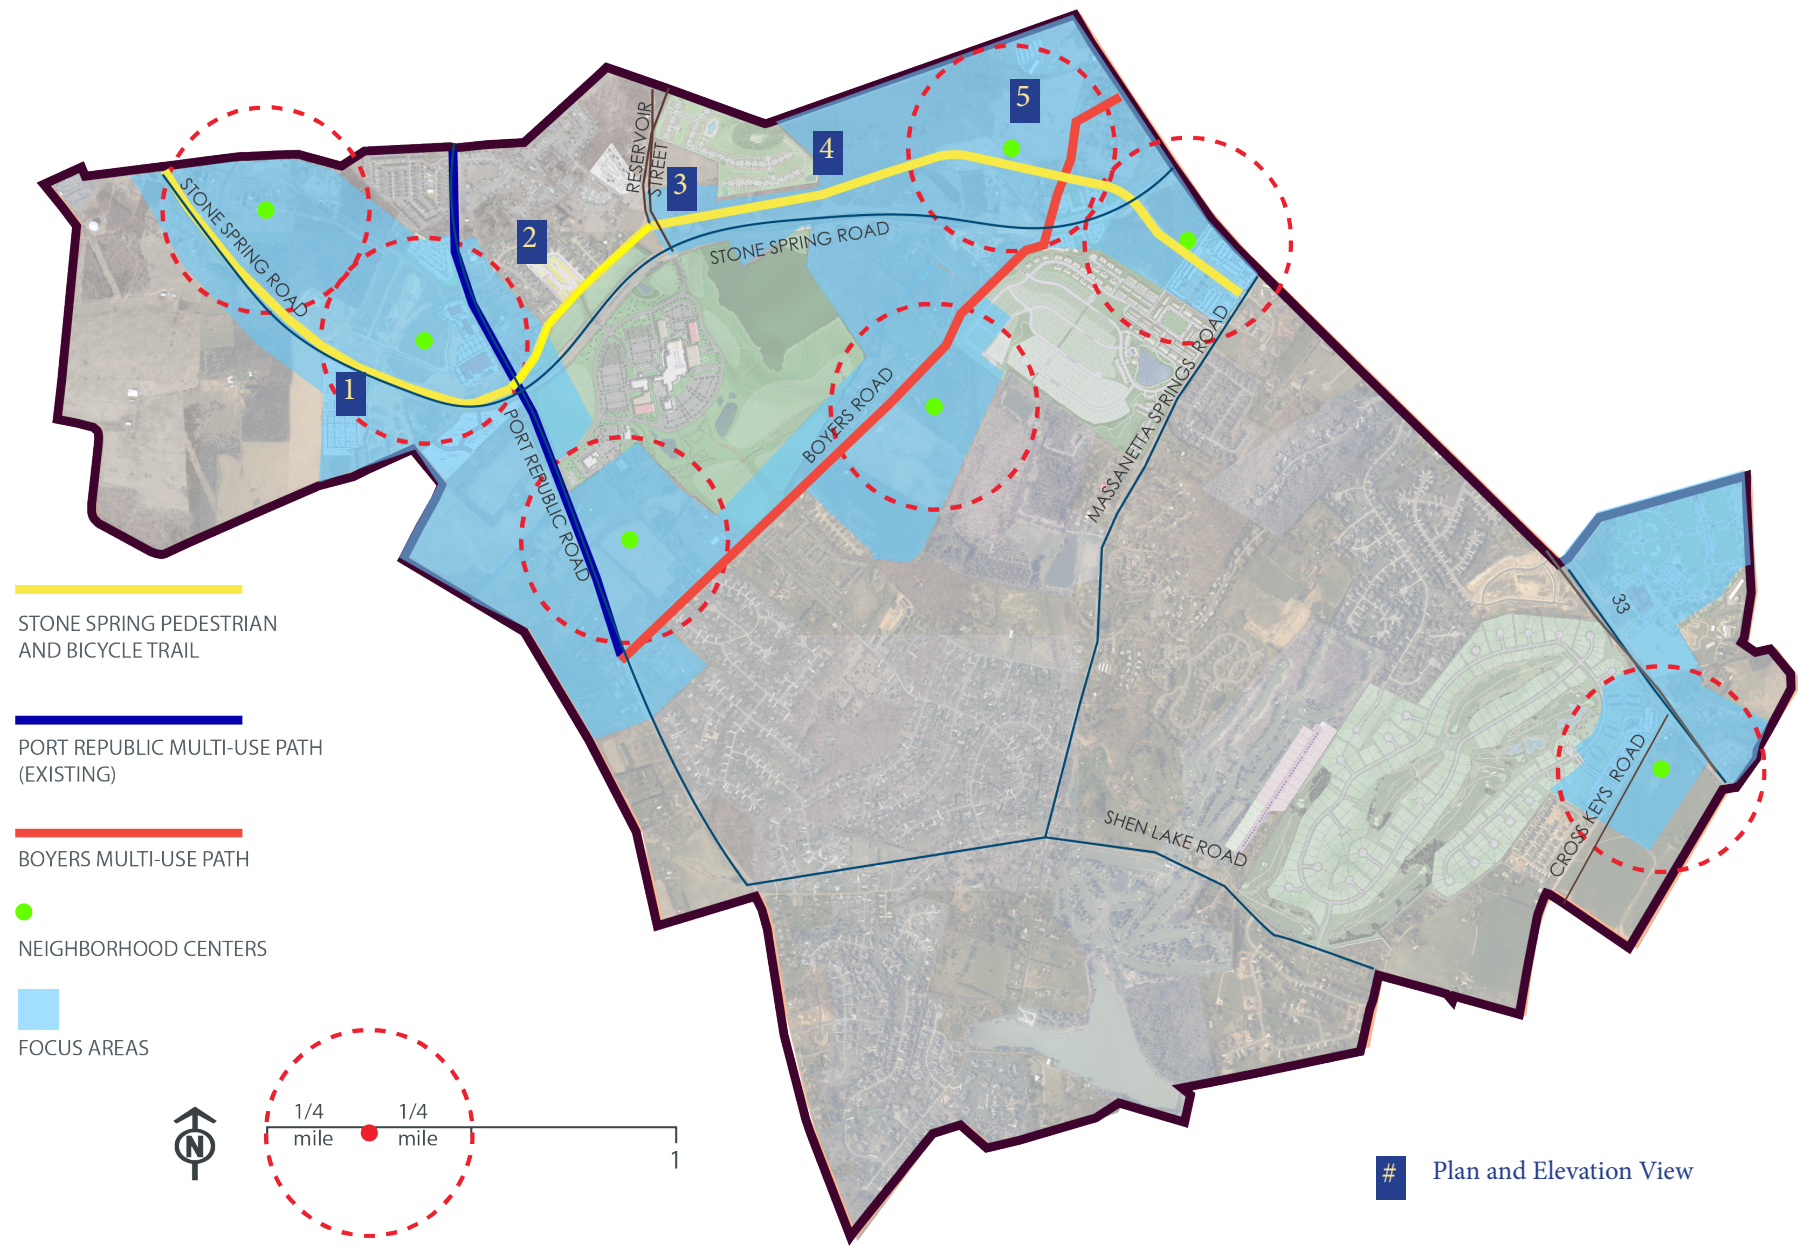 5
4
RESERVOIR
STREET
3
STONE SPRING ROAD
2
STONE SPRING ROAD
1
PORT REPUBLIC ROAD
BOYERS ROAD
MASSANETTA SPRINGS ROAD
33
CROSS KEYS ROAD
SHEN LAKE ROAD
STONE SPRING PEDESTRIAN
AND BICYCLE TRAIL
PORT REPUBLIC MULTI-USE PATH
(EXISTING)
BOYERS MULTI-USE PATH
NEIGHBORHOOD CENTERS
FOCUS AREAS
N
1/4
mile
1/4
mile
1
# Plan and Elevation View